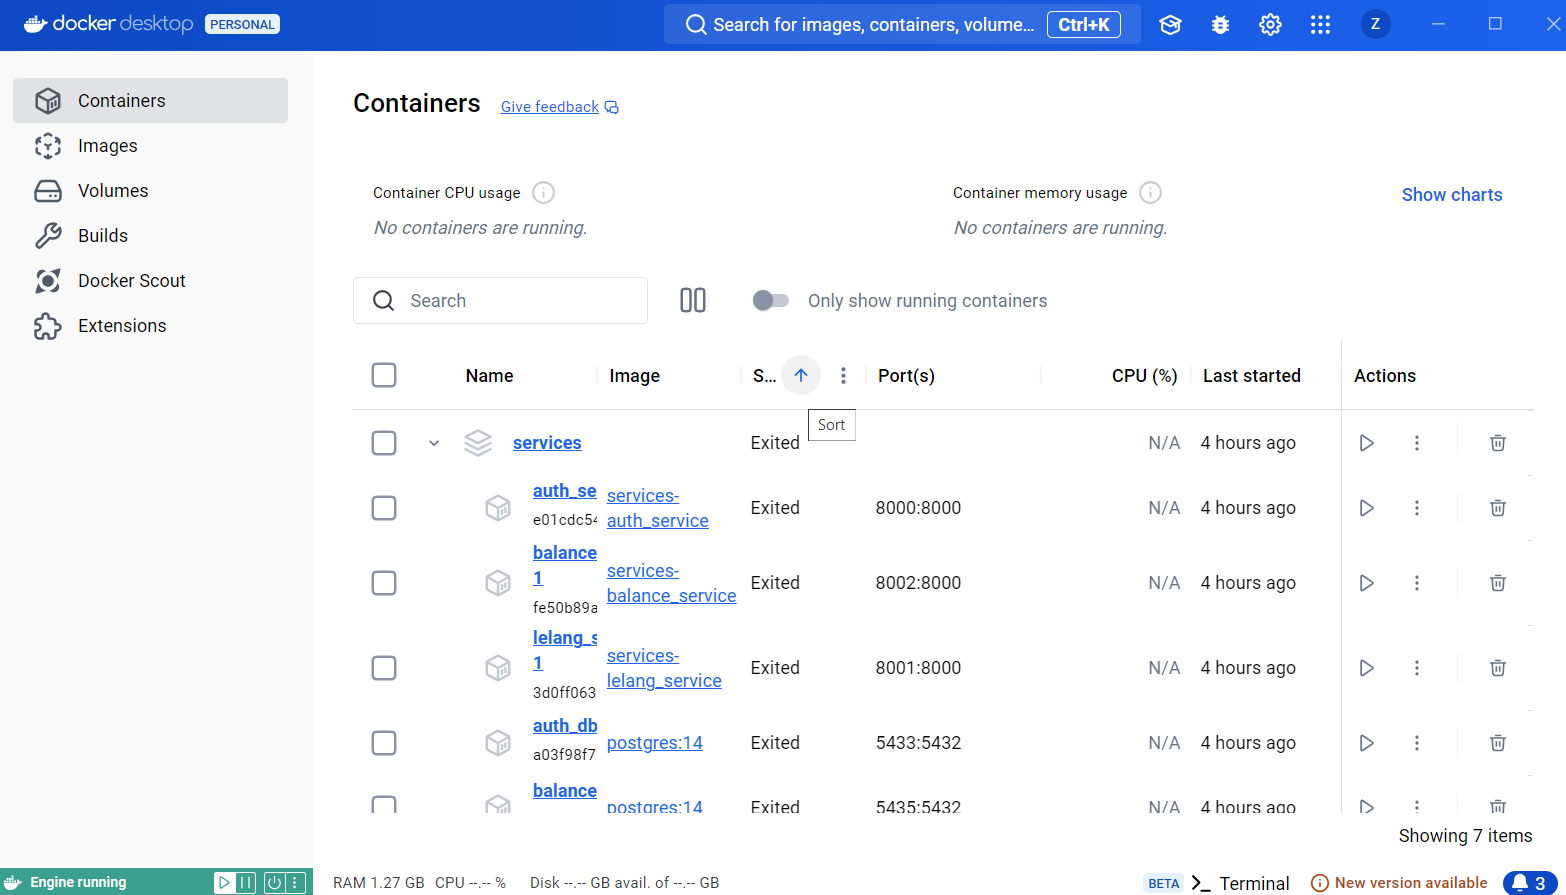 docker desktop PERSONAL
Search for images, containers, volume... Ctrl+K
Z
Containers
Images
Volumes
Builds
Docker Scout
Extensions
Containers Give feedback
Container CPU usage
No containers are running.
Container memory usage
No containers are running.
Show charts
Search
Only show running containers
Name Image S... Port(s) CPU (%) Last started Actions
Sort
services Exited N/A 4 hours ago
auth_se
e01cdc54
services-
auth_service
Exited 8000:8000 N/A 4 hours ago
balance
1
fe50b89a
services-
balance_service
Exited 8002:8000 N/A 4 hours ago
lelang_s
1
3d0ff063
services-
lelang_service
Exited 8001:8000 N/A 4 hours ago
auth_db
a03f98f7
postgres:14
Exited 5433:5432 N/A 4 hours ago
balance
postgres:14
Exited 5435:5432 N/A 4 hours ago
Showing 7 items
Engine running
RAM 1.27 GB CPU --.-- % Disk --.-- GB avail. of --.-- GB
BETA >_ Terminal
New version available
3